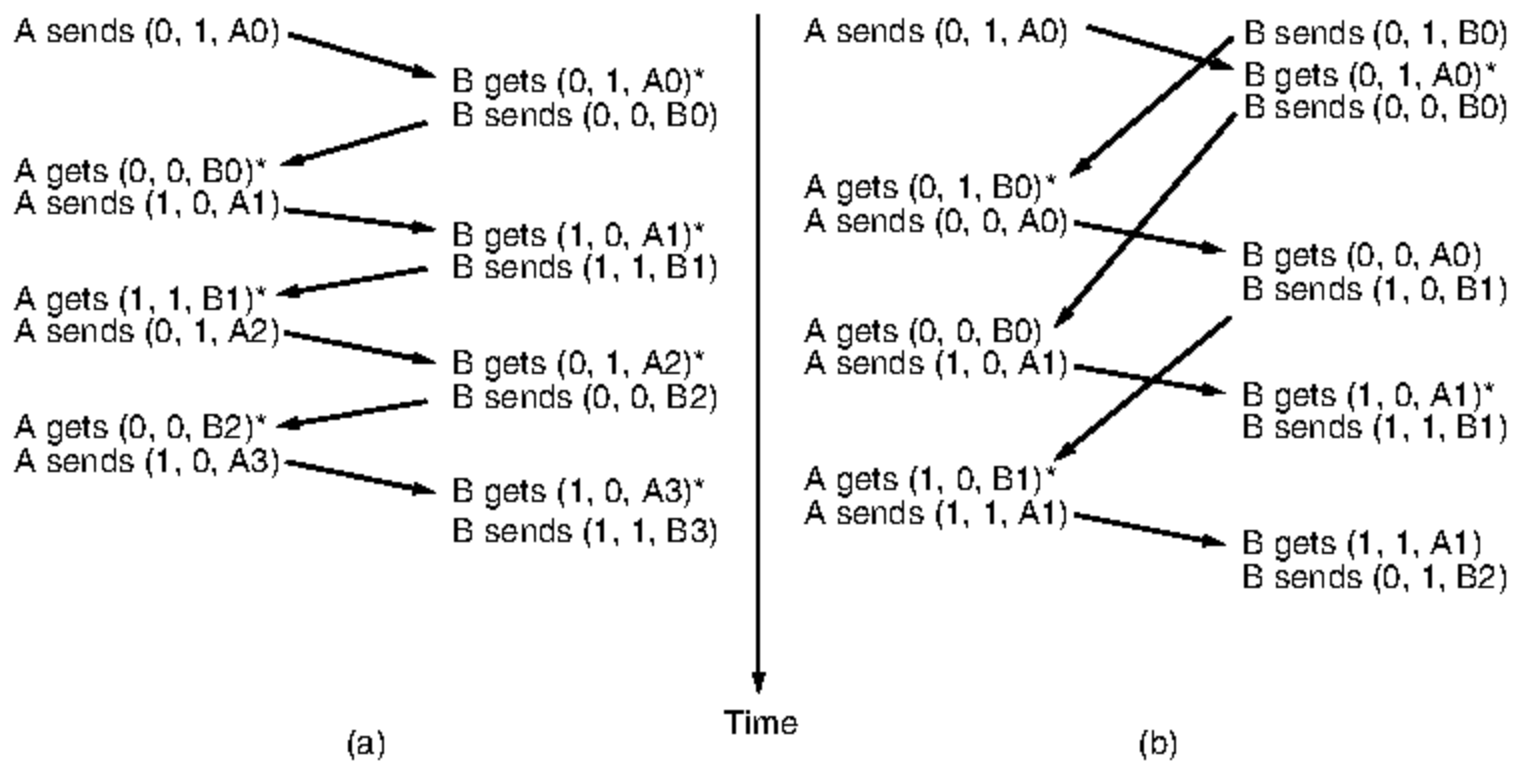 A sends (0, 1, A0)
B gets (0, 1, A0)*
B sends (0, 0, B0)
A gets (0, 0, B0)*
A sends (1, 0, A1)
B gets (1, 0, A1)*
B sends (1, 1, B1)
A gets (1, 1, B1)*
A sends (0, 1, A2)
B gets (0, 1, A2)*
B sends (0, 0, B2)
A gets (0, 0, B2)*
A sends (1, 0, A3)
B gets (1, 0, A3)*
B sends (1, 1, B3)
(a)
Time
A sends (0, 1, A0)
B sends (0, 1, B0)
B gets (0, 1, A0)*
B sends (0, 0, B0)
A gets (0, 1, B0)*
A sends (0, 0, A0)
B gets (0, 0, A0)
B sends (1, 0, B1)
A gets (0, 0, B0)
A sends (1, 0, A1)
B gets (1, 0, A1)*
B sends (1, 1, B1)
A gets (1, 0, B1)*
A sends (1, 1, A1)
B gets (1, 1, A1)
B sends (0, 1, B2)
(b)